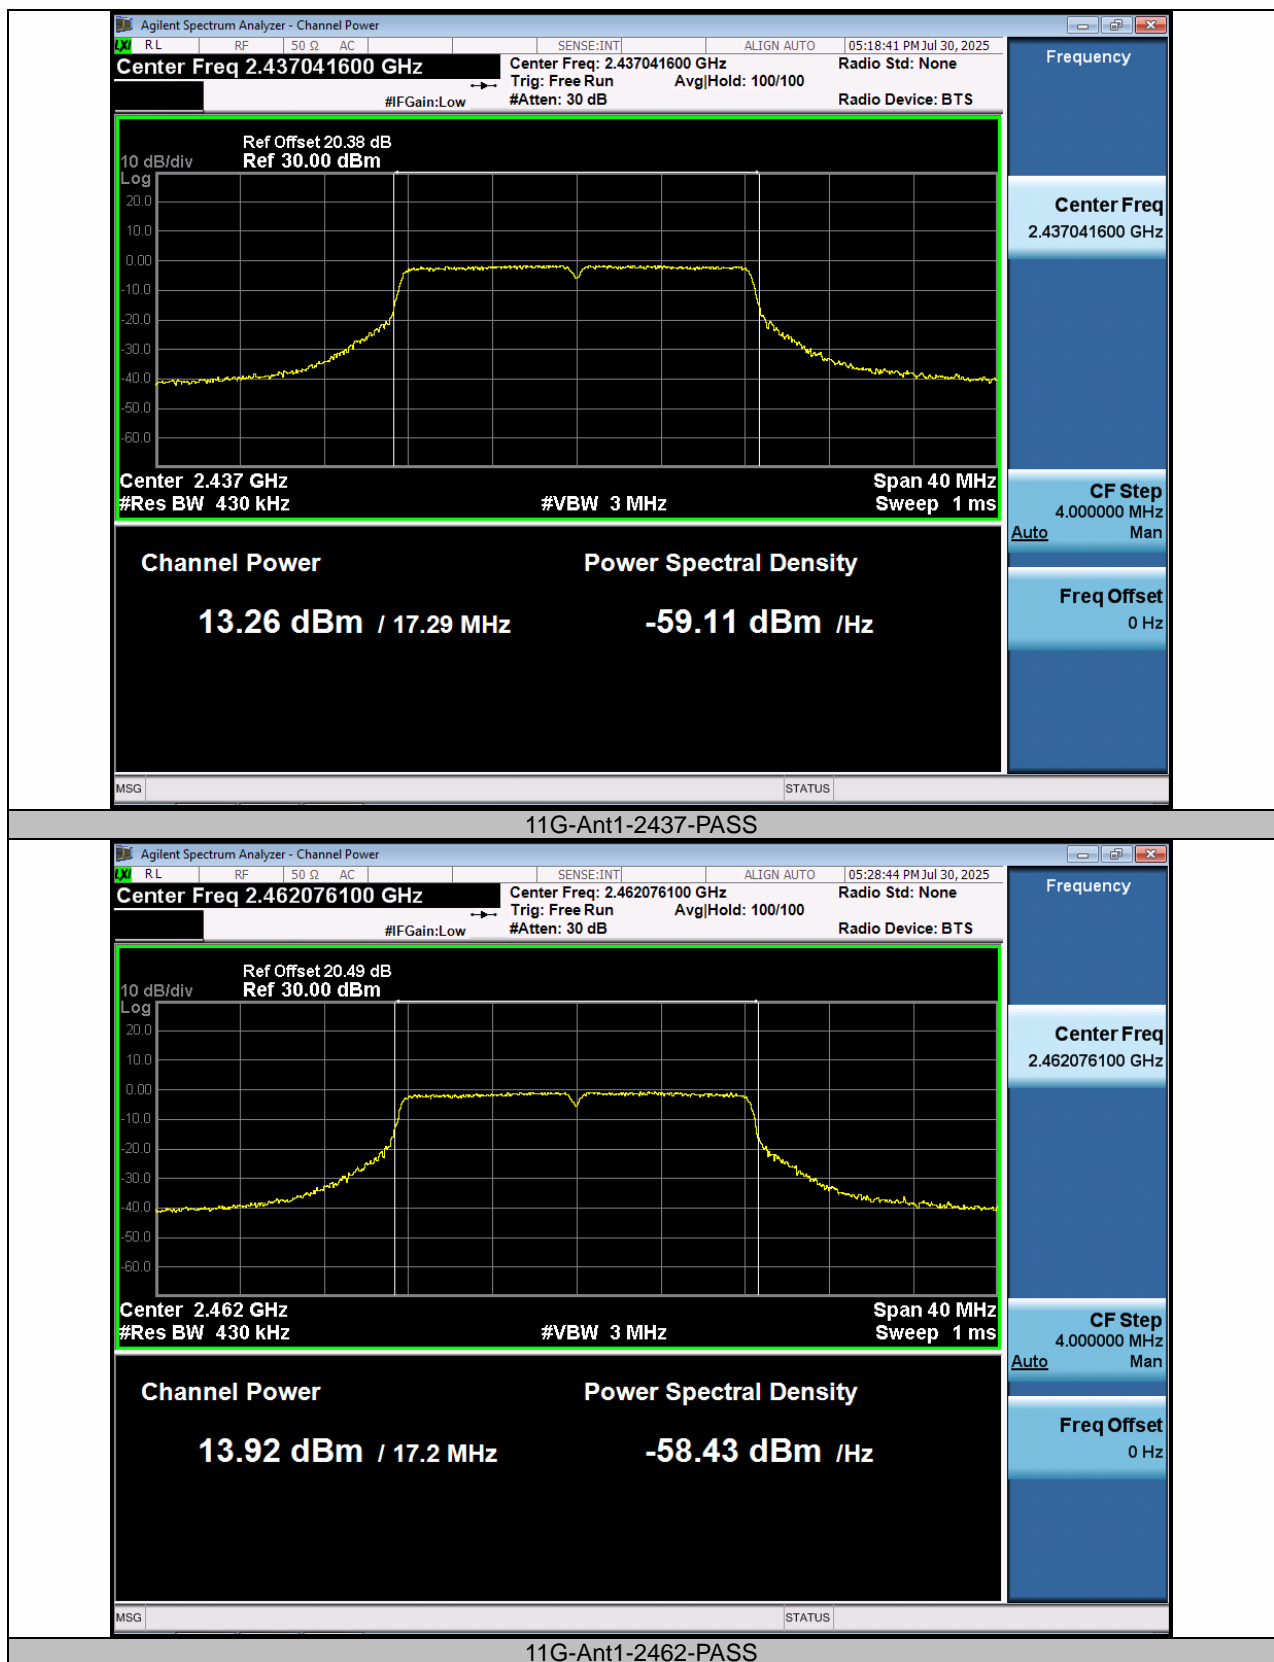 Agilent Spectrum Analyzer - Channel Power
LXI RL RF 50 Ω AC SENSE:INT ALIGN AUTO 05:18:41 PM Jul 30, 2025
Center Freq 2.437041600 GHz
Center Freq: 2.437041600 GHz Radio Std: None
Trig: Free Run Avg|Hold: 100/100
#IFGain:Low #Atten: 30 dB Radio Device: BTS
Frequency
Ref Offset 20.38 dB
10 dB/div Ref 30.00 dBm
Log
20.0
10.0
0.00
-10.0
-20.0
-30.0
-40.0
-50.0
-60.0
Center 2.437 GHz Span 40 MHz
#Res BW 430 kHz #VBW 3 MHz Sweep 1 ms
Center Freq
2.437041600 GHz
CF Step
4.000000 MHz
Auto Man
Freq Offset
0 Hz
Channel Power Power Spectral Density
13.26 dBm / 17.29 MHz -59.11 dBm /Hz
MSG STATUS
11G-Ant1-2437-PASS
Agilent Spectrum Analyzer - Channel Power
LXI RL RF 50 Ω AC SENSE:INT ALIGN AUTO 05:28:44 PM Jul 30, 2025
Center Freq 2.462076100 GHz
Center Freq: 2.462076100 GHz Radio Std: None
Trig: Free Run Avg|Hold: 100/100
#IFGain:Low #Atten: 30 dB Radio Device: BTS
Frequency
Ref Offset 20.49 dB
10 dB/div Ref 30.00 dBm
Log
20.0
10.0
0.00
-10.0
-20.0
-30.0
-40.0
-50.0
-60.0
Center 2.462 GHz Span 40 MHz
#Res BW 430 kHz #VBW 3 MHz Sweep 1 ms
Center Freq
2.462076100 GHz
CF Step
4.000000 MHz
Auto Man
Freq Offset
0 Hz
Channel Power Power Spectral Density
13.92 dBm / 17.2 MHz -58.43 dBm /Hz
MSG STATUS
11G-Ant1-2462-PASS